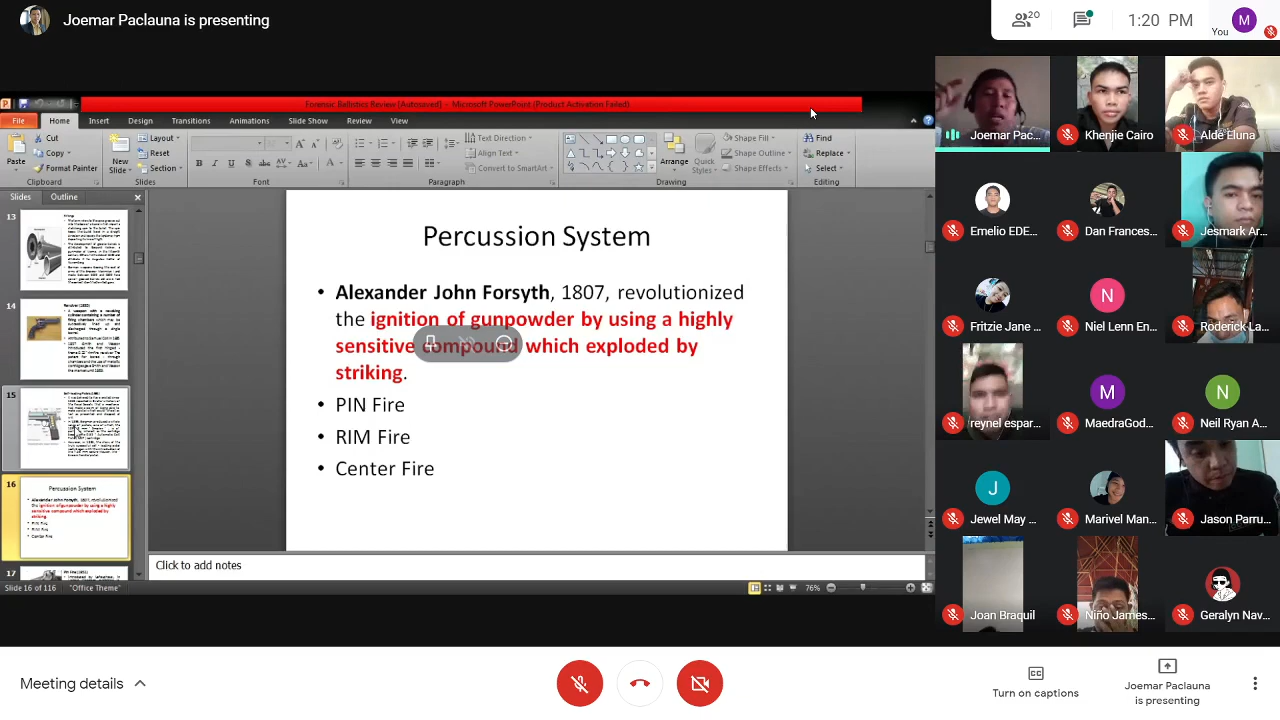 Joemar Paclauna is presenting
20
1:20 PM
You
M
Forensic Ballistics Review [Autosaved] - Microsoft PowerPoint (Product Activation Failed)
File Home Insert Design Transitions Animations Slide Show Review View
Paste
Cut
Copy
Format Painter
Clipboard
New Slide
Layout
Reset
Section
Slides
Font
Text Direction
Align Text
Convert to SmartArt
Paragraph
Arrange
Quick Styles
Shape Fill
Shape Outline
Shape Effects
Drawing
Find
Replace
Select
Editing
Slides Outline
13
14
15
16
Percussion System
17
Percussion System
• Alexander John Forsyth, 1807, revolutionized
the ignition of gunpowder by using a highly
sensitive compound which exploded by
striking.
• PIN Fire
• RIM Fire
• Center Fire
Click to add notes
Slide 16 of 116 "Office Theme" 76%
Joemar Pac...
Khenjie Cairo
Alde Eluna
Emelio EDE...
Dan Frances...
Jesmark Ar...
Fritzie Jane ...
N
Niel Lenn En...
Roderick La...
reynel espar...
M
MaedraGod...
N
Neil Ryan A...
J
Jewel May ...
Marivel Man...
Jason Parru...
Joan Braquil
Niño James...
Geralyn Nav...
Meeting details
Turn on captions
Joemar Paclauna
is presenting